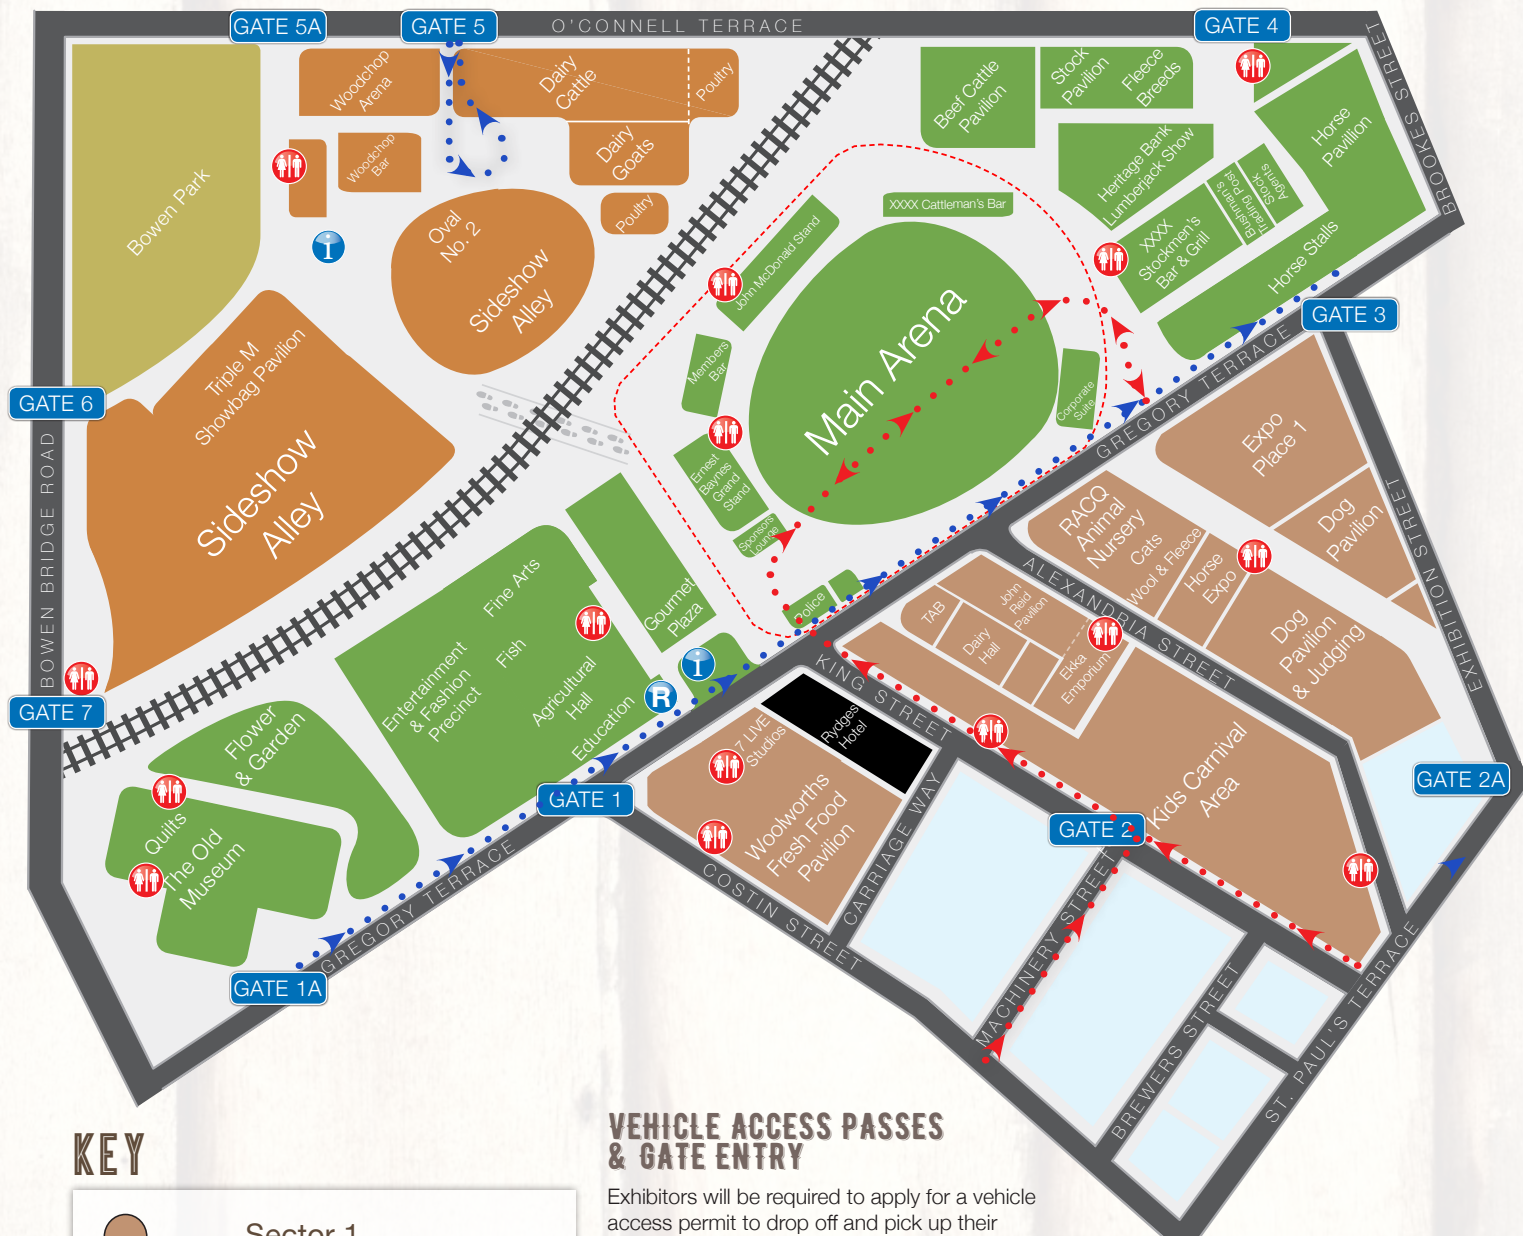 GATE 5A
GATE 5
O'CONNELL TERRACE
GATE 4
BROOKES STREET
Bowen Park
Woodchop
Arena
Dairy
Cattle
Poultry
Woodchop
Bar
Dairy
Goats
Poultry
Oval
No. 2
Sideshow
Alley
i
Beef Cattle
Pavilion
Stock
Pavilion
Fleece
Breeds
Heritage Bank
Lumberjack Show
Horse
Pavilion
XXXX
Stockmen's
Bar & Grill
Bushman's
Trading Post
Stock
Agents
Horse Stalls
XXXX Cattleman's Bar
John McDonald Stand
Members
Bar
Main Arena
Corporate
Suite
Ernest
Baynes
Grand
Stand
Sponsors
Lounge
Police
GATE 3
GATE 6
BOWEN BRIDGE ROAD
Triple M
Showbag Pavilion
Sideshow
Alley
GATE 7
GREGORY TERRACE
Expo
Place 1
RACQ
Animal
Nursery
Cats
Wool & Fleece
Horse
Expo
Dog
Pavilion
Dog
Pavilion
& Judging
EXHIBITION STREET
ALEXANDRIA STREET
TAB
John
Reid
Pavilion
Dairy
Hall
Ekka
Emporium
Fine Arts
Gourmet
Plaza
Entertainment
& Fashion
Precinct
Fish
Agricultural
Hall
Education
i
R
KING STREET
Rydges
Hotel
7 LIVE
Studios
Woolworths
Fresh Food
Pavilion
Kids Carnival
Area
GATE 2A
GATE 1
GATE 2
Flower
& Garden
Quilts
The Old
Museum
GREGORY TERRACE
GATE 1A
COSTIN STREET
CARRIAGE WAY
MACHINERY STREET
BREWERS STREET
ST. PAUL'S TERRACE
KEY
Sector 1
VEHICLE ACCESS PASSES
& GATE ENTRY
Exhibitors will be required to apply for a vehicle
access permit to drop off and pick up their